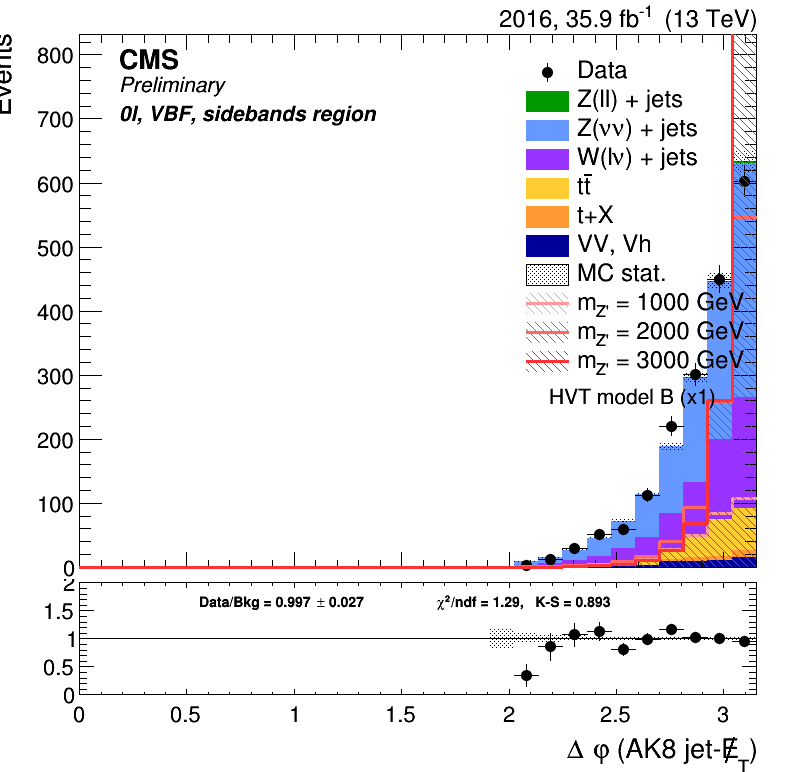 2016, 35.9 fb⁻¹ (13 TeV)
Events
800
700
600
500
400
300
200
100
0
CMS
Preliminary
0l, VBF, sidebands region
Data
Z(ll) + jets
Z(νν) + jets
W(lν) + jets
tt̄
t+X
VV, Vh
MC stat.
m_Z' = 1000 GeV
m_Z' = 2000 GeV
m_Z' = 3000 GeV
HVT model B (x1)
2
1.5
1
0.5
0
Data/Bkg = 0.997 ± 0.027
χ²/ndf = 1.29, K-S = 0.893
0 0.5 1 1.5 2 2.5 3
Δ φ (AK8 jet-E̸_T)